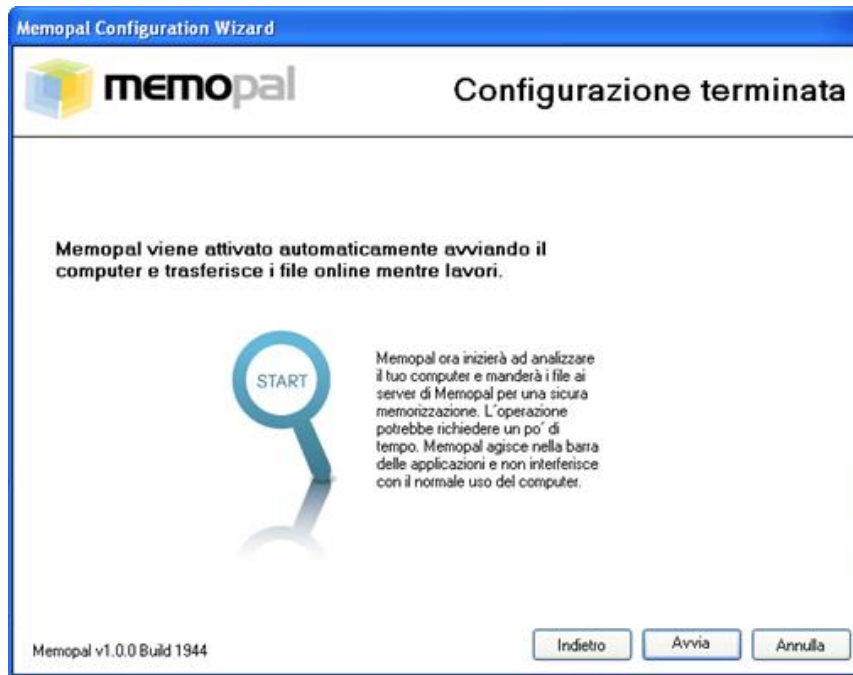 Memopal Configuration Wizard
memopal
Configurazione terminata
Memopal viene attivato automaticamente avviando il
computer e trasferisce i file online mentre lavori.
START
Memopal ora inizierà ad analizzare
il tuo computer e manderà i file ai
server di Memopal per una sicura
memorizzazione. L´operazione
potrebbe richiedere un po´ di
tempo. Memopal agisce nella barra
delle applicazioni e non interferisce
con il normale uso del computer.
Memopal v1.0.0 Build 1944
Indietro
Avvia
Annulla